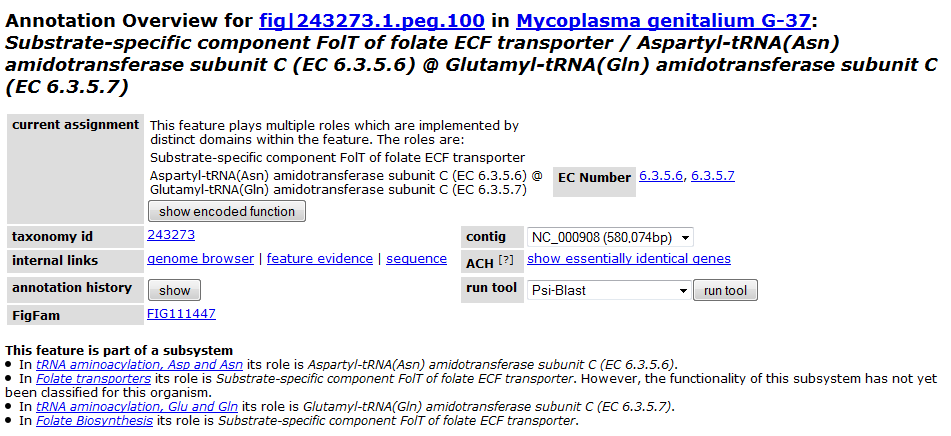 Annotation Overview for fig|243273.1.peg.100 in Mycoplasma genitalium G-37:
Substrate-specific component FolT of folate ECF transporter / Aspartyl-tRNA(Asn)
amidotransferase subunit C (EC 6.3.5.6) @ Glutamyl-tRNA(Gln) amidotransferase subunit C
(EC 6.3.5.7)
current assignment
This feature plays multiple roles which are implemented by
distinct domains within the feature. The roles are:
Substrate-specific component FolT of folate ECF transporter
Aspartyl-tRNA(Asn) amidotransferase subunit C (EC 6.3.5.6) @
Glutamyl-tRNA(Gln) amidotransferase subunit C (EC 6.3.5.7)
EC Number 6.3.5.6, 6.3.5.7
show encoded function
taxonomy id 243273 contig NC_000908 (580,074bp)
internal links genome browser | feature evidence | sequence ACH [?] show essentially identical genes
annotation history show run tool Psi-Blast run tool
FigFam FIG111447
This feature is part of a subsystem
● In tRNA aminoacylation, Asp and Asn its role is Aspartyl-tRNA(Asn) amidotransferase subunit C (EC 6.3.5.6).
● In Folate transporters its role is Substrate-specific component FolT of folate ECF transporter. However, the functionality of this subsystem has not yet
been classified for this organism.
● In tRNA aminoacylation, Glu and Gln its role is Glutamyl-tRNA(Gln) amidotransferase subunit C (EC 6.3.5.7).
● In Folate Biosynthesis its role is Substrate-specific component FolT of folate ECF transporter.